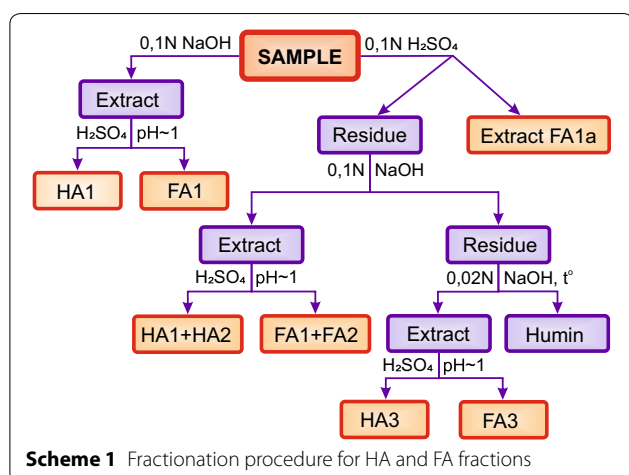 0,1N NaOH SAMPLE 0,1N H₂SO₄
Extract
H₂SO₄ pH~1
HA1 FA1
Residue Extract FA1a
0,1N NaOH
Extract Residue
H₂SO₄ pH~1 0,02N NaOH, t°
HA1+HA2 FA1+FA2 Extract Humin
H₂SO₄ pH~1
HA3 FA3
Scheme 1 Fractionation procedure for HA and FA fractions